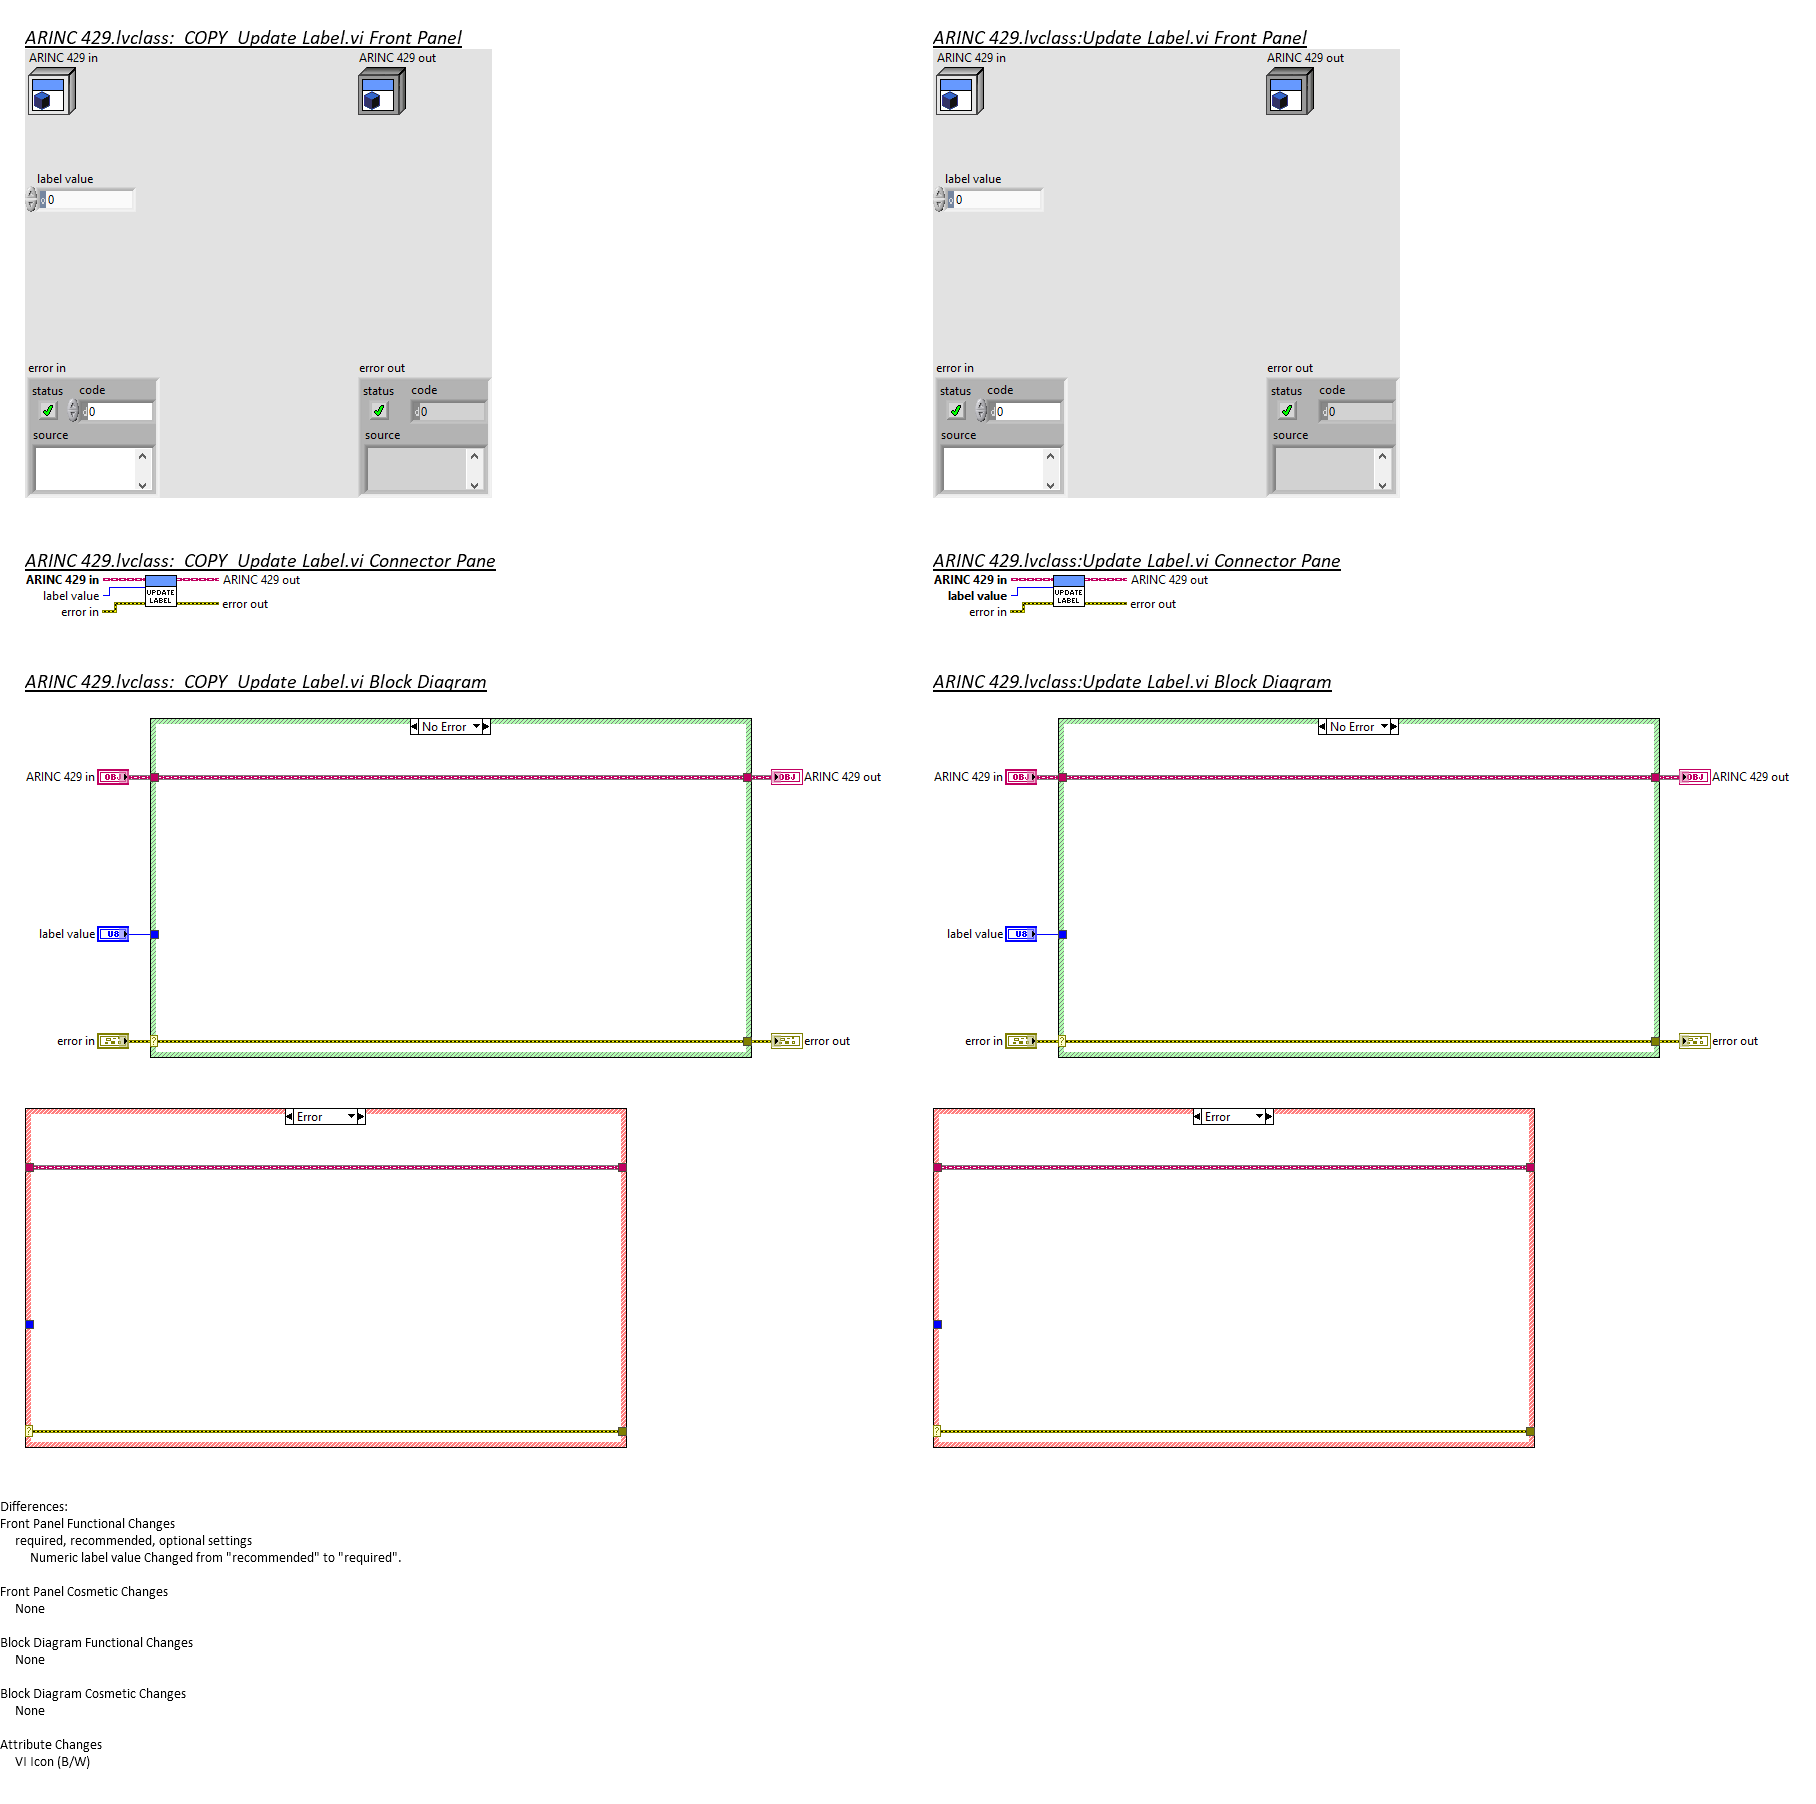 ARINC 429.lvclass:_COPY_Update Label.vi Front Panel
ARINC 429 in
ARINC 429 out
label value
0
error in
status
code
d 0
source
error out
status
code
d 0
source
ARINC 429.lvclass:Update Label.vi Front Panel
ARINC 429 in
ARINC 429 out
label value
0
error in
status
code
d 0
source
error out
status
code
d 0
source
ARINC 429.lvclass:_COPY_Update Label.vi Connector Pane
ARINC 429 in
label value
error in
UPDATE
LABEL
ARINC 429 out
error out
ARINC 429.lvclass:Update Label.vi Connector Pane
ARINC 429 in
label value
error in
UPDATE
LABEL
ARINC 429 out
error out
ARINC 429.lvclass:_COPY_Update Label.vi Block Diagram
No Error
ARINC 429 in
OBJ
OBJ
ARINC 429 out
label value
U8
error in
?
error out
Error
?
ARINC 429.lvclass:Update Label.vi Block Diagram
No Error
ARINC 429 in
OBJ
OBJ
ARINC 429 out
label value
U8
error in
?
error out
Error
?
Differences:
Front Panel Functional Changes
required, recommended, optional settings
Numeric label value Changed from "recommended" to "required".
Front Panel Cosmetic Changes
None
Block Diagram Functional Changes
None
Block Diagram Cosmetic Changes
None
Attribute Changes
VI Icon (B/W)